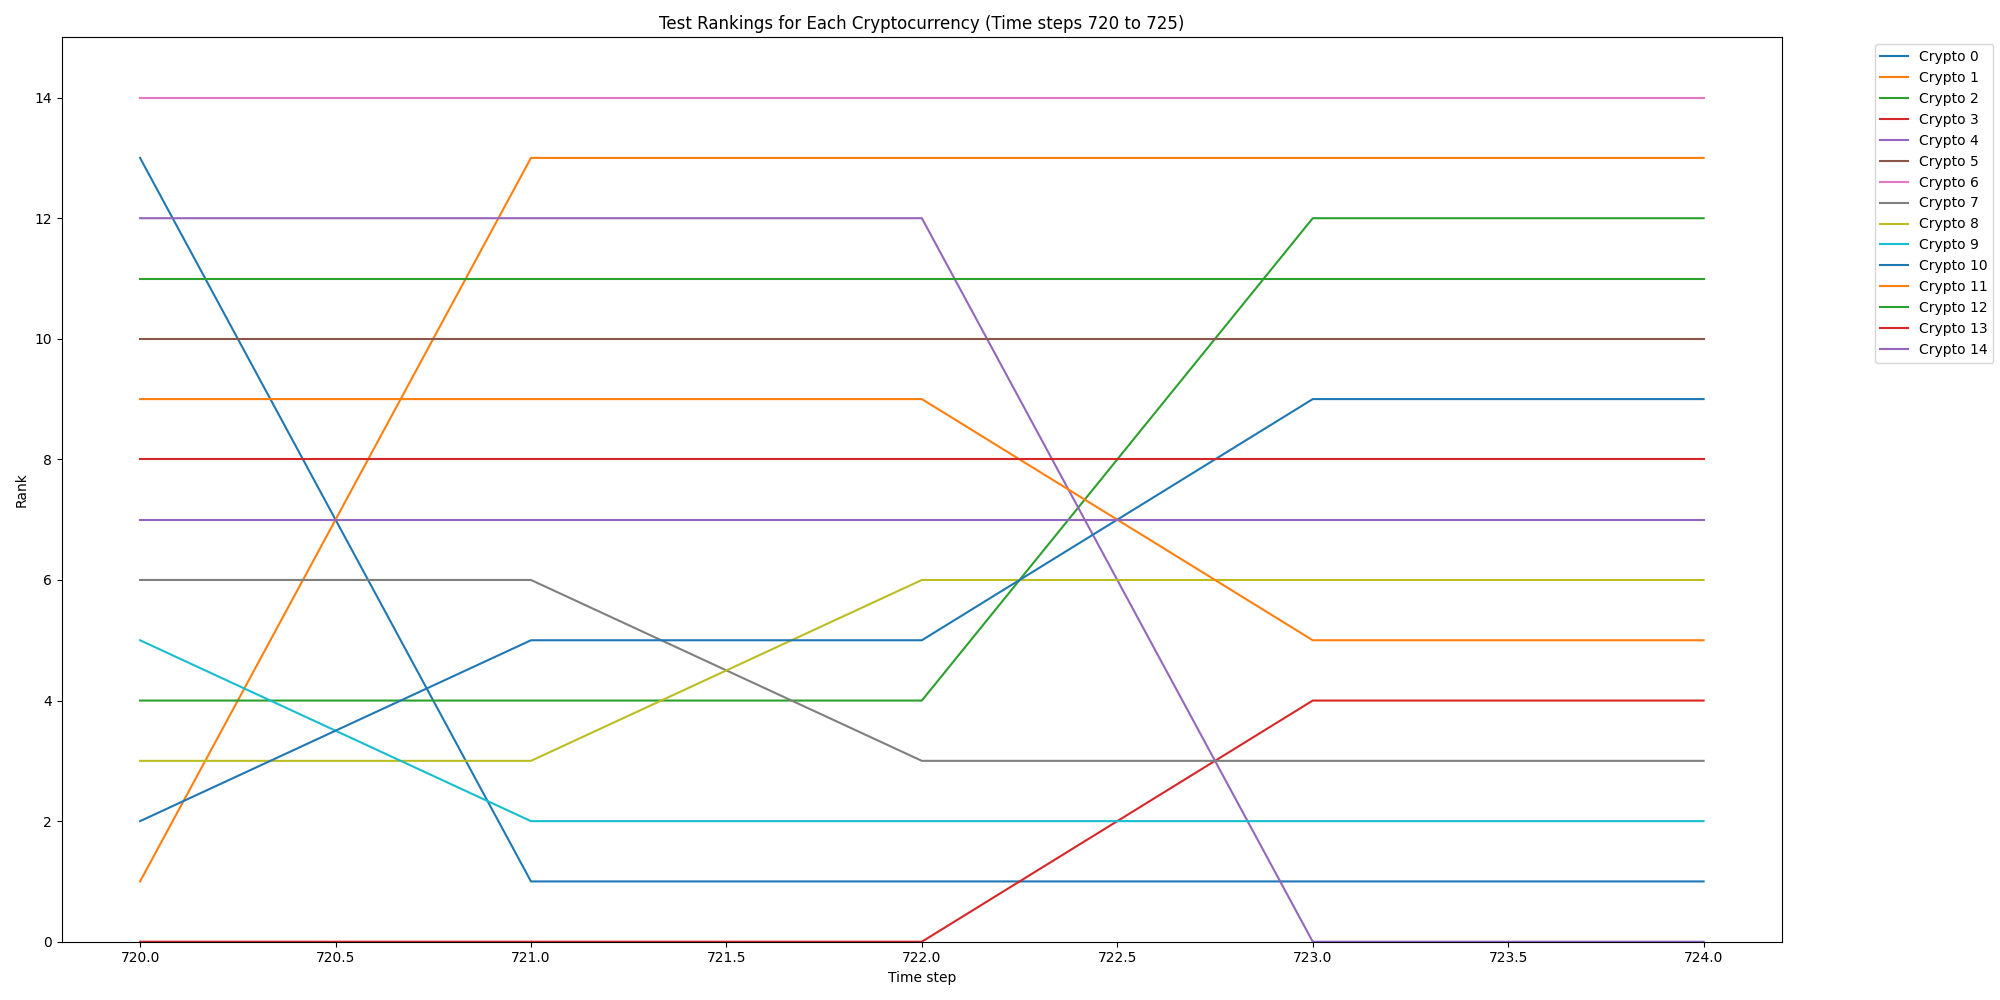 Test Rankings for Each Cryptocurrency (Time steps 720 to 725)
Rank
14
12
10
8
6
4
2
0
720.0 720.5 721.0 721.5 722.0 722.5 723.0 723.5 724.0
Time step
Crypto 0
Crypto 1
Crypto 2
Crypto 3
Crypto 4
Crypto 5
Crypto 6
Crypto 7
Crypto 8
Crypto 9
Crypto 10
Crypto 11
Crypto 12
Crypto 13
Crypto 14